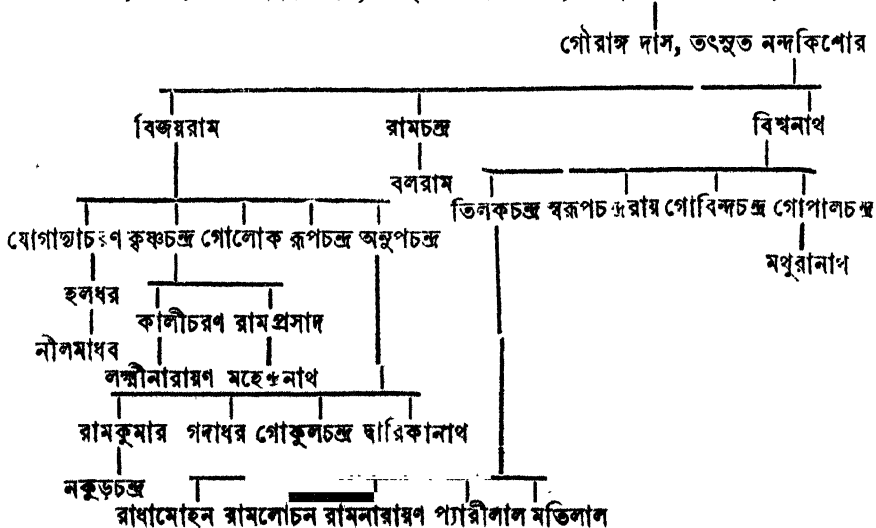 গৌরাঙ্গ দাস, তৎসুত নন্দকিশোর
বিজয়রাম রামচন্দ্র বিশ্বনাথ
বলরাম
তিলকচন্দ্র স্বরূপচন্দ্র রায় গোবিন্দচন্দ্র গোপালচন্দ্র
যোগাদ্যাচরণ কৃষ্ণচন্দ্র গোলোক রূপচন্দ্র অনুপচন্দ্র
মথুরানাথ
হলধর
কালীচরণ রামপ্রসাদ
নীলমাধব
লক্ষ্মীনারায়ণ মহেন্দ্রনাথ
রামকুমার গদাধর গোকুলচন্দ্র দ্বারিকানাথ
নকুড়চন্দ্র
রাধামোহন রামলোচন রামনারায়ণ প্যারীলাল মতিলাল